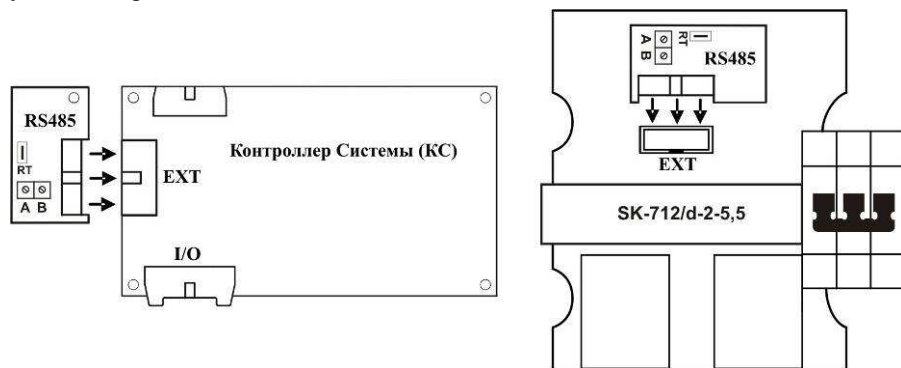 RS485
RT
A B
EXT
Контроллер Системы (КС)
I/O
A
B
RT
RS485
EXT
SK-712/d-2-5,5